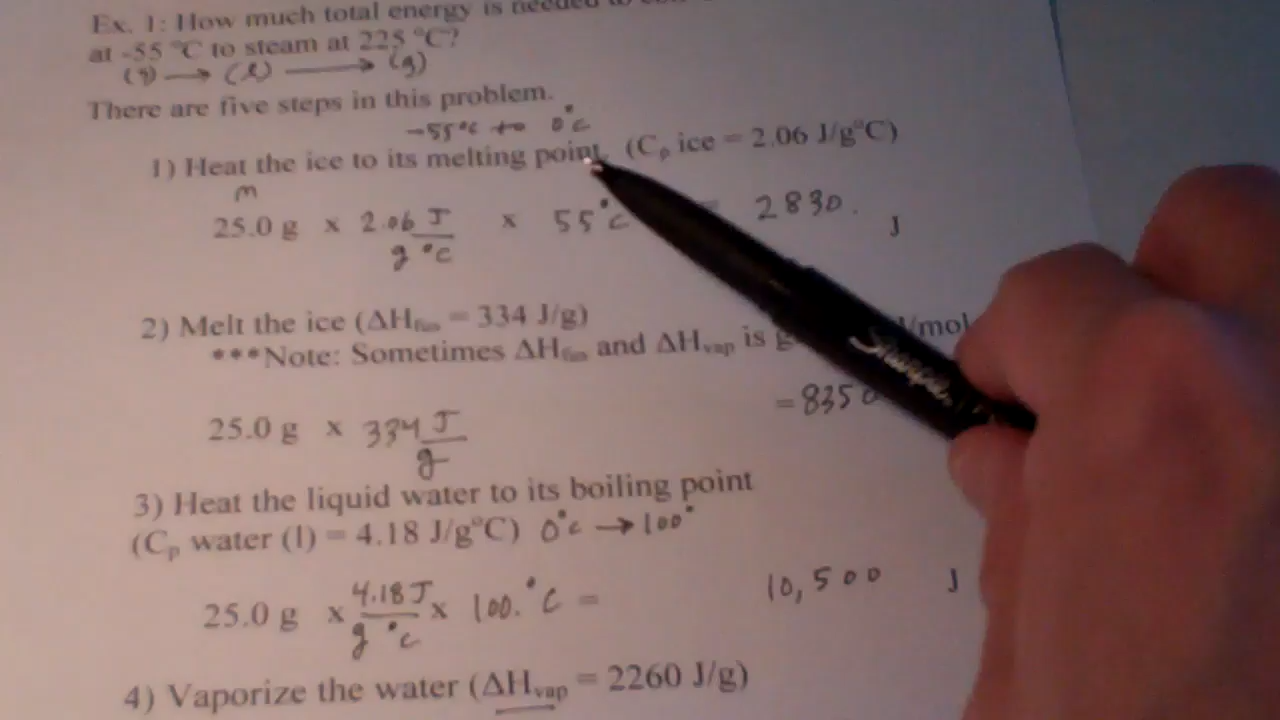 Ex. 1: How much total energy is needed to
at -55 °C to steam at 225 °C?
(s) → (l) → (g)
There are five steps in this problem.
-55°C to 0°C
1) Heat the ice to its melting point. (Cp ice = 2.06 J/g°C)
m
25.0 g x 2.06 J/g °C x 55°C = 2830. J
2) Melt the ice (ΔHfus = 334 J/g)
***Note: Sometimes ΔHfus and ΔHvap is /mol
= 8350
25.0 g x 334 J/g
3) Heat the liquid water to its boiling point
(Cp water (l) = 4.18 J/g°C) 0°C → 100°
25.0 g x 4.18 J/g °C x 100.°C = 10,500 J
4) Vaporize the water (ΔHvap = 2260 J/g)
Sharpie.